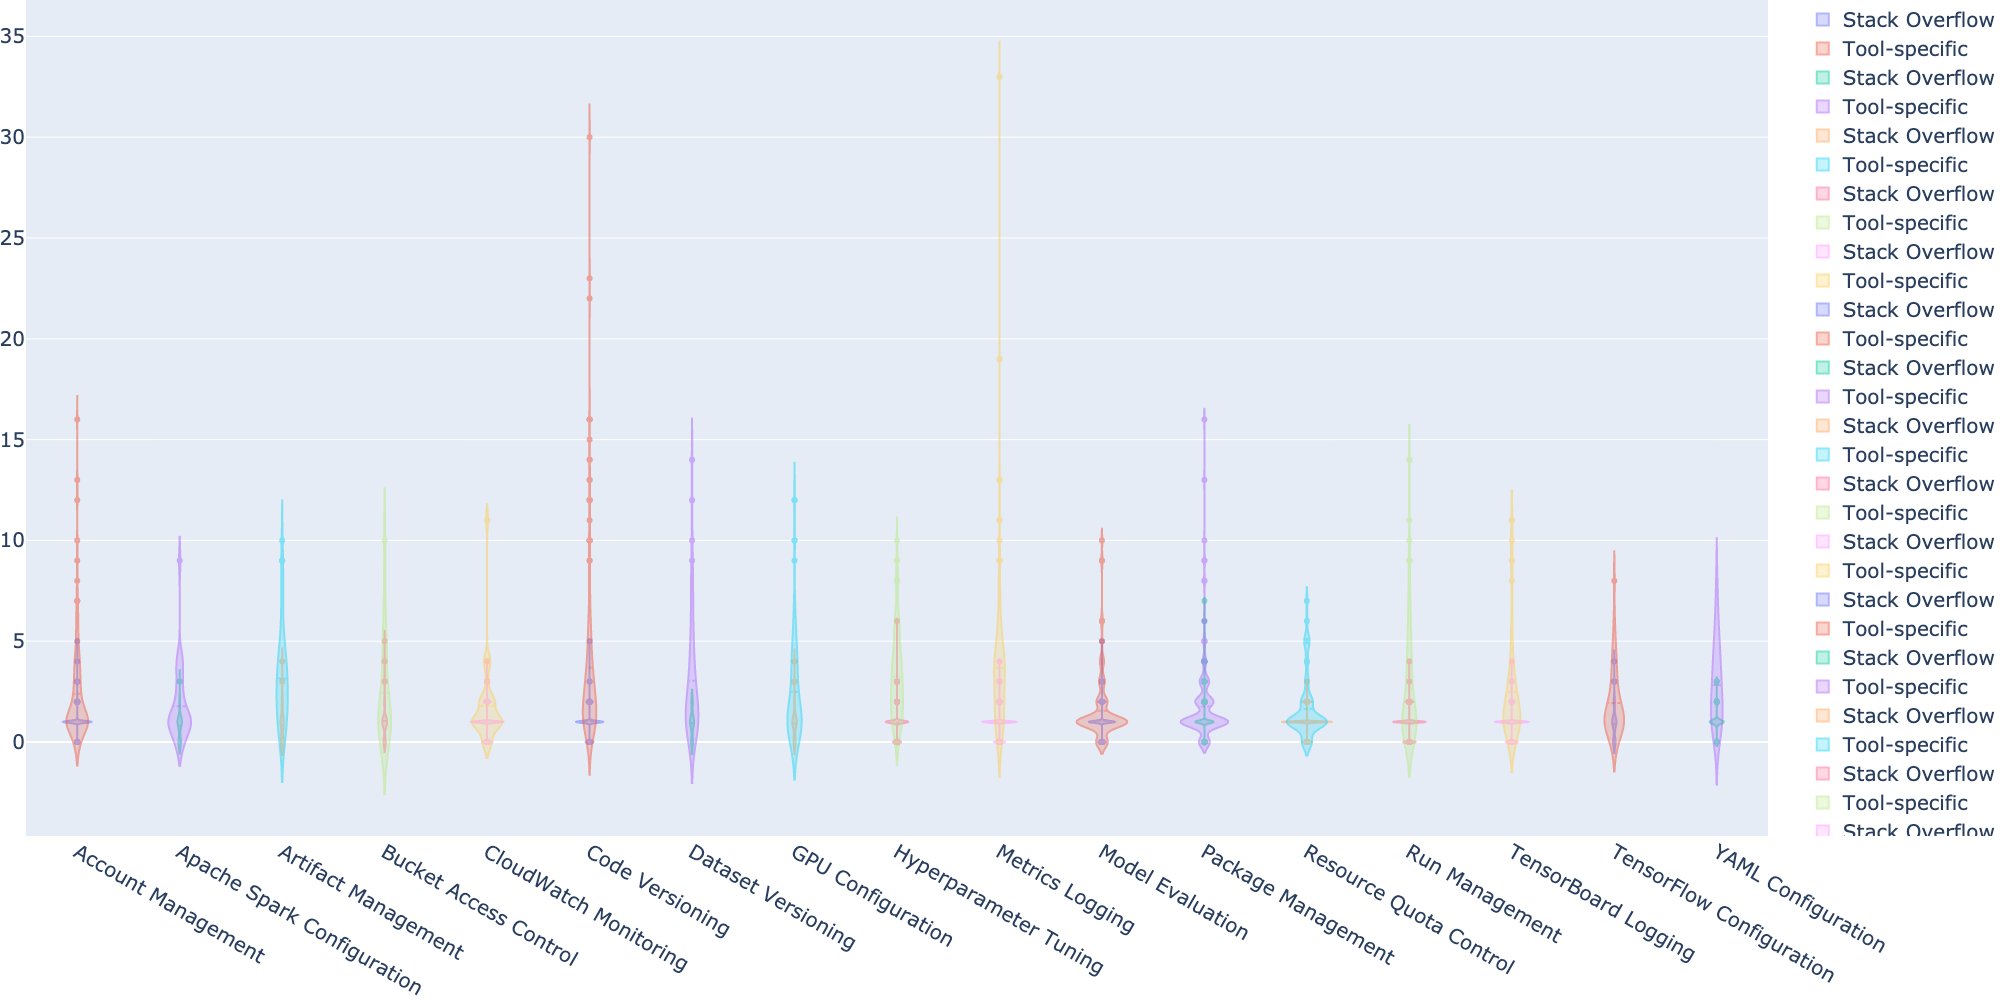 35
30
25
20
15
10
5
0
Account Management
Apache Spark Configuration
Artifact Management
Bucket Access Control
CloudWatch Monitoring
Code Versioning
Dataset Versioning
GPU Configuration
Hyperparameter Tuning
Metrics Logging
Model Evaluation
Package Management
Resource Quota Control
Run Management
TensorBoard Logging
TensorFlow Configuration
YAML Configuration
Stack Overflow
Tool-specific
Stack Overflow
Tool-specific
Stack Overflow
Tool-specific
Stack Overflow
Tool-specific
Stack Overflow
Tool-specific
Stack Overflow
Tool-specific
Stack Overflow
Tool-specific
Stack Overflow
Tool-specific
Stack Overflow
Tool-specific
Stack Overflow
Tool-specific
Stack Overflow
Tool-specific
Stack Overflow
Tool-specific
Stack Overflow
Tool-specific
Stack Overflow
Tool-specific
Stack Overflow